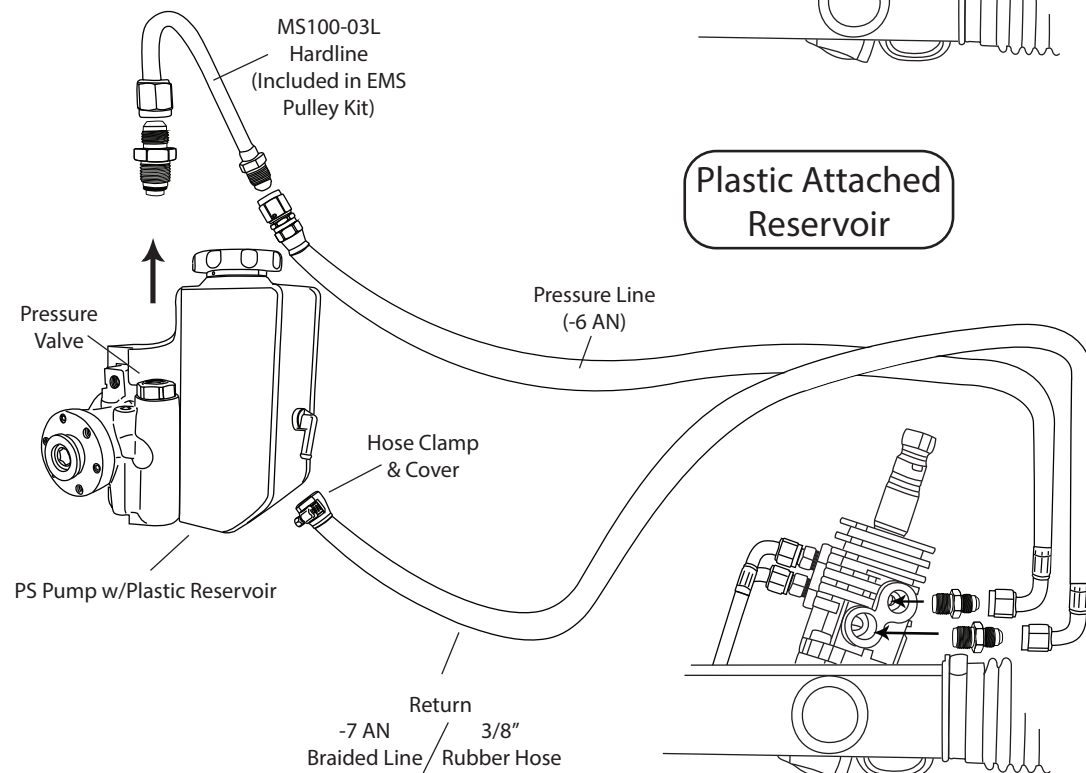 MS100-03L
Hardline
(Included in EMS
Pulley Kit)
Plastic Attached
Reservoir
Pressure Line
(-6 AN)
Pressure
Valve
Hose Clamp
& Cover
PS Pump w/Plastic Reservoir
Return
-7 AN
Braided Line
3/8”
Rubber Hose